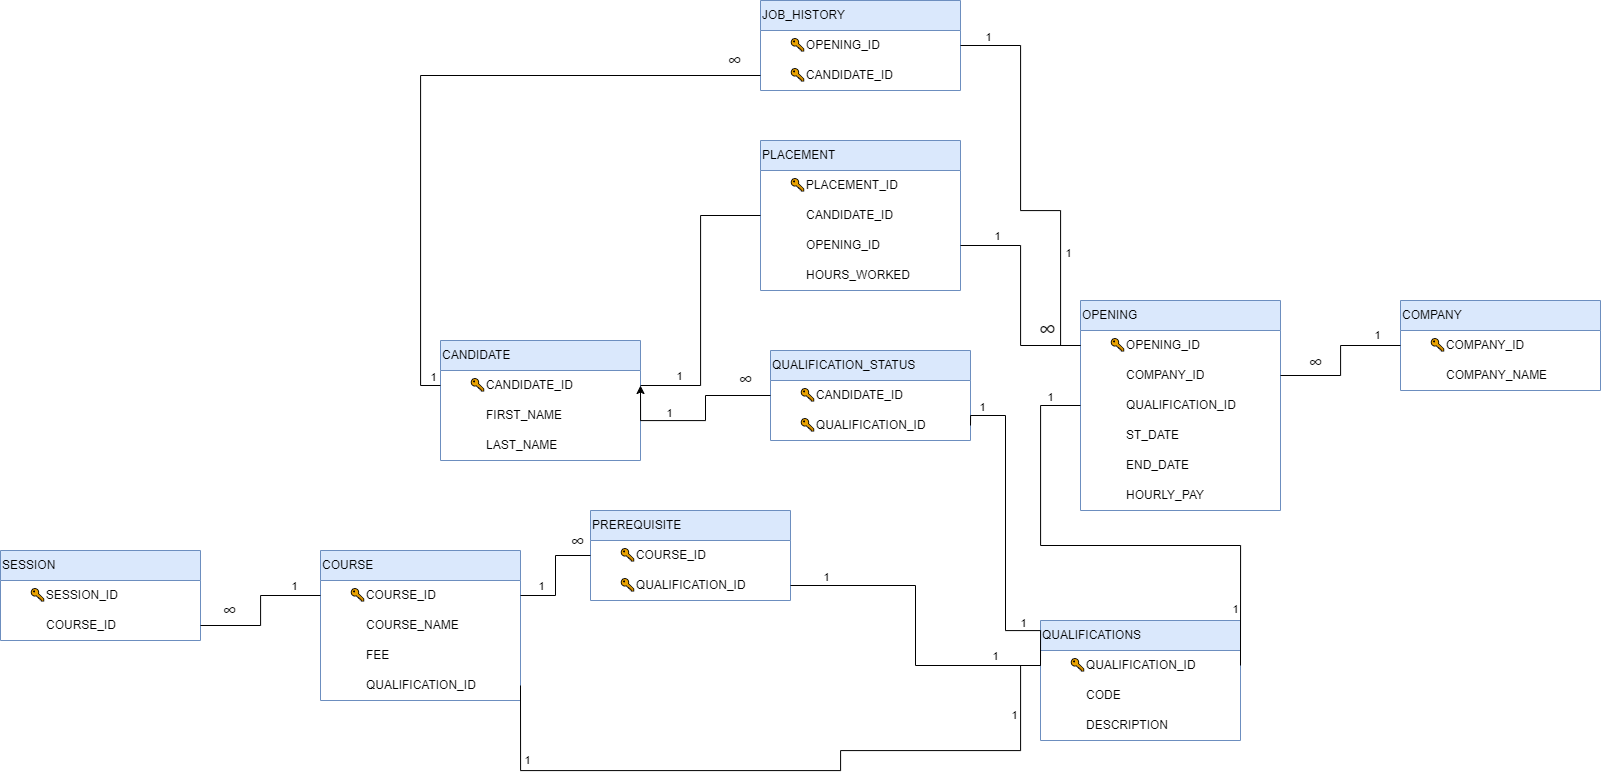 JOB_HISTORY
OPENING_ID
CANDIDATE_ID
1
∞
PLACEMENT
PLACEMENT_ID
CANDIDATE_ID
OPENING_ID
HOURS_WORKED
1
1
∞
OPENING
OPENING_ID
COMPANY_ID
QUALIFICATION_ID
ST_DATE
END_DATE
HOURLY_PAY
1
∞
1
COMPANY
COMPANY_ID
COMPANY_NAME
CANDIDATE
CANDIDATE_ID
FIRST_NAME
LAST_NAME
1
1
1
∞
QUALIFICATION_STATUS
CANDIDATE_ID
QUALIFICATION_ID
1
PREREQUISITE
COURSE_ID
QUALIFICATION_ID
∞
1
1
SESSION
SESSION_ID
COURSE_ID
∞
1
COURSE
COURSE_ID
COURSE_NAME
FEE
QUALIFICATION_ID
1
QUALIFICATIONS
QUALIFICATION_ID
CODE
DESCRIPTION
1
1
1
1